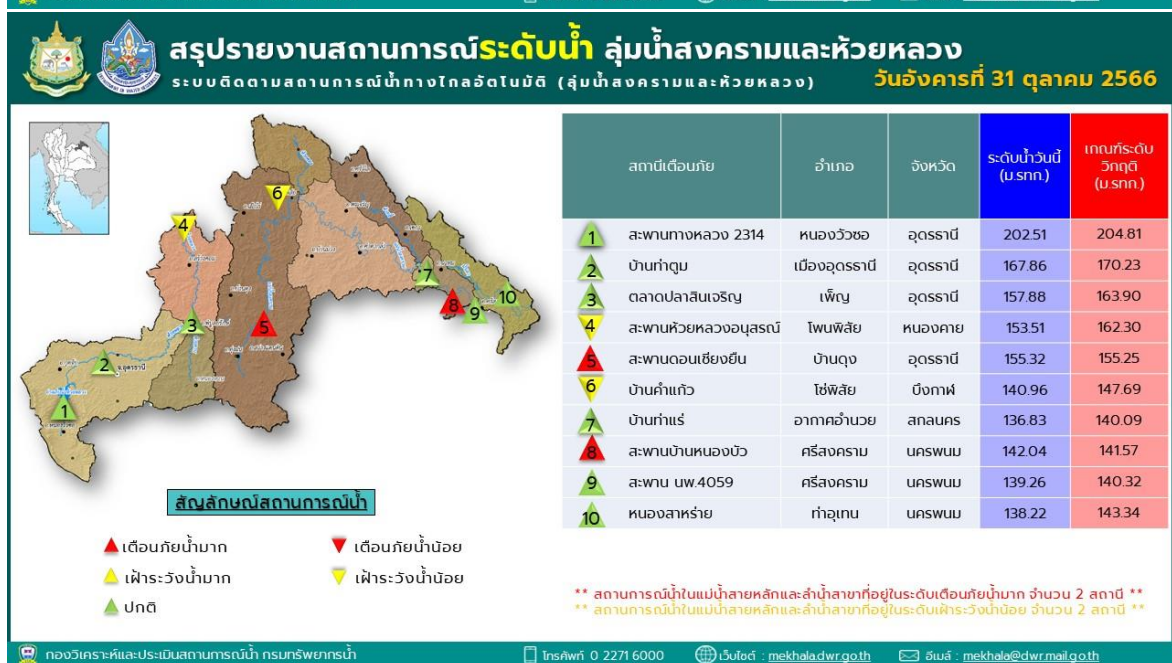 สรุปรายงานสถานการณ์ระดับน้ำ ลุ่มน้ำสงครามและห้วยหลวง
ระบบติดตามสถานการณ์น้ำทางไกลอัตโนมัติ (ลุ่มน้ำสงครามและห้วยหลวง)
วันอังคารที่ 31 ตุลาคม 2566
สถานีเตือนภัย อำเภอ จังหวัด ระดับน้ำวันนี้ (ม.รทก.) เกณฑ์ระดับวิกฤติ (ม.รทก.)
1 สะพานทางหลวง 2314 หนองวัวซอ อุดรธานี 202.51 204.81
2 บ้านท่าตูม เมืองอุดรธานี อุดรธานี 167.86 170.23
3 ตลาดปลาสินเจริญ เพ็ญ อุดรธานี 157.88 163.90
4 สะพานห้วยหลวงอนุสรณ์ โพนพิสัย หนองคาย 153.51 162.30
5 สะพานดอนเชียงยืน บ้านดุง อุดรธานี 155.32 155.25
6 บ้านคำแก้ว โซ่พิสัย บึงกาฬ 140.96 147.69
7 บ้านท่าแร่ อากาศอำนวย สกลนคร 136.83 140.09
8 สะพานบ้านหนองบัว ศรีสงคราม นครพนม 142.04 141.57
9 สะพาน นพ.4059 ศรีสงคราม นครพนม 139.26 140.32
10 หนองสาหร่าย ท่าอุเทน นครพนม 138.22 143.34
6
4
7
8
10
9
3
5
2
1
สัญลักษณ์สถานการณ์น้ำ
เตือนภัยน้ำมาก เตือนภัยน้ำน้อย
เฝ้าระวังน้ำมาก เฝ้าระวังน้ำน้อย
ปกติ
** สถานการณ์น้ำในแม่น้ำสายหลักและลำน้ำสาขาที่อยู่ในระดับเตือนภัยน้ำมาก จำนวน 2 สถานี **
** สถานการณ์น้ำในแม่น้ำสายหลักและลำน้ำสาขาที่อยู่ในระดับเฝ้าระวังน้ำน้อย จำนวน 2 สถานี **
กองวิเคราะห์และประเมินสถานการณ์น้ำ กรมทรัพยากรน้ำ โทรศัพท์ 0 2271 6000 เว็บไซต์ : mekhala.dwr.go.th อีเมล์ : mekhala@dwr.mail.go.th